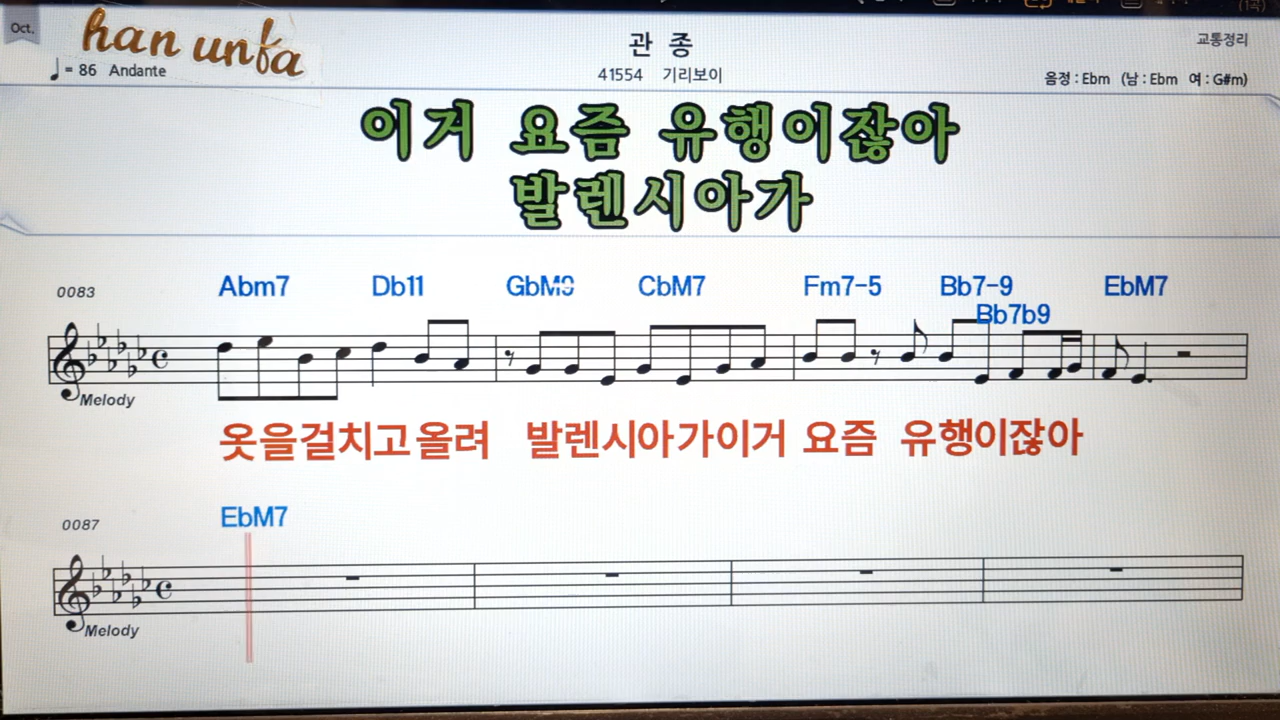 Oct.
han unfa
♩= 86 Andante
관 종
41554 기리보이
교통정리
음정 : Ebm (남 : Ebm 여 : G#m)
이거 요즘 유행이잖아
발렌시아가
0083
Abm7 Db11 GbM9 CbM7 Fm7-5 Bb7-9 EbM7
Bb7b9
Melody
옷을걸치고올려 발렌시아가이거 요즘 유행이잖아
0087
EbM7
Melody